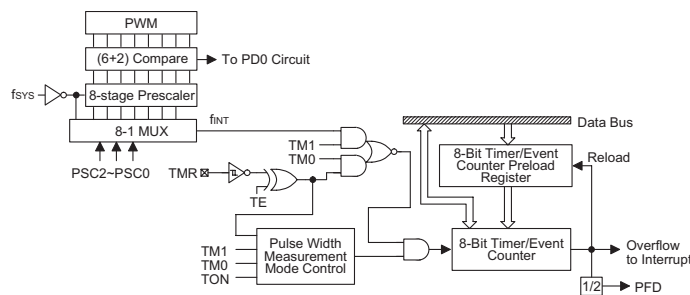 PWM
(6+2) Compare
To PD0 Circuit
fSYS
8-stage Prescaler
8-1 MUX
fINT
PSC2~PSC0
TMR
TE
TM1
TM0
TM1
TM0
TON
Pulse Width
Measurement
Mode Control
Data Bus
8-Bit Timer/Event
Counter Preload
Register
Reload
8-Bit Timer/Event
Counter
Overflow
to Interrupt
1/2
PFD